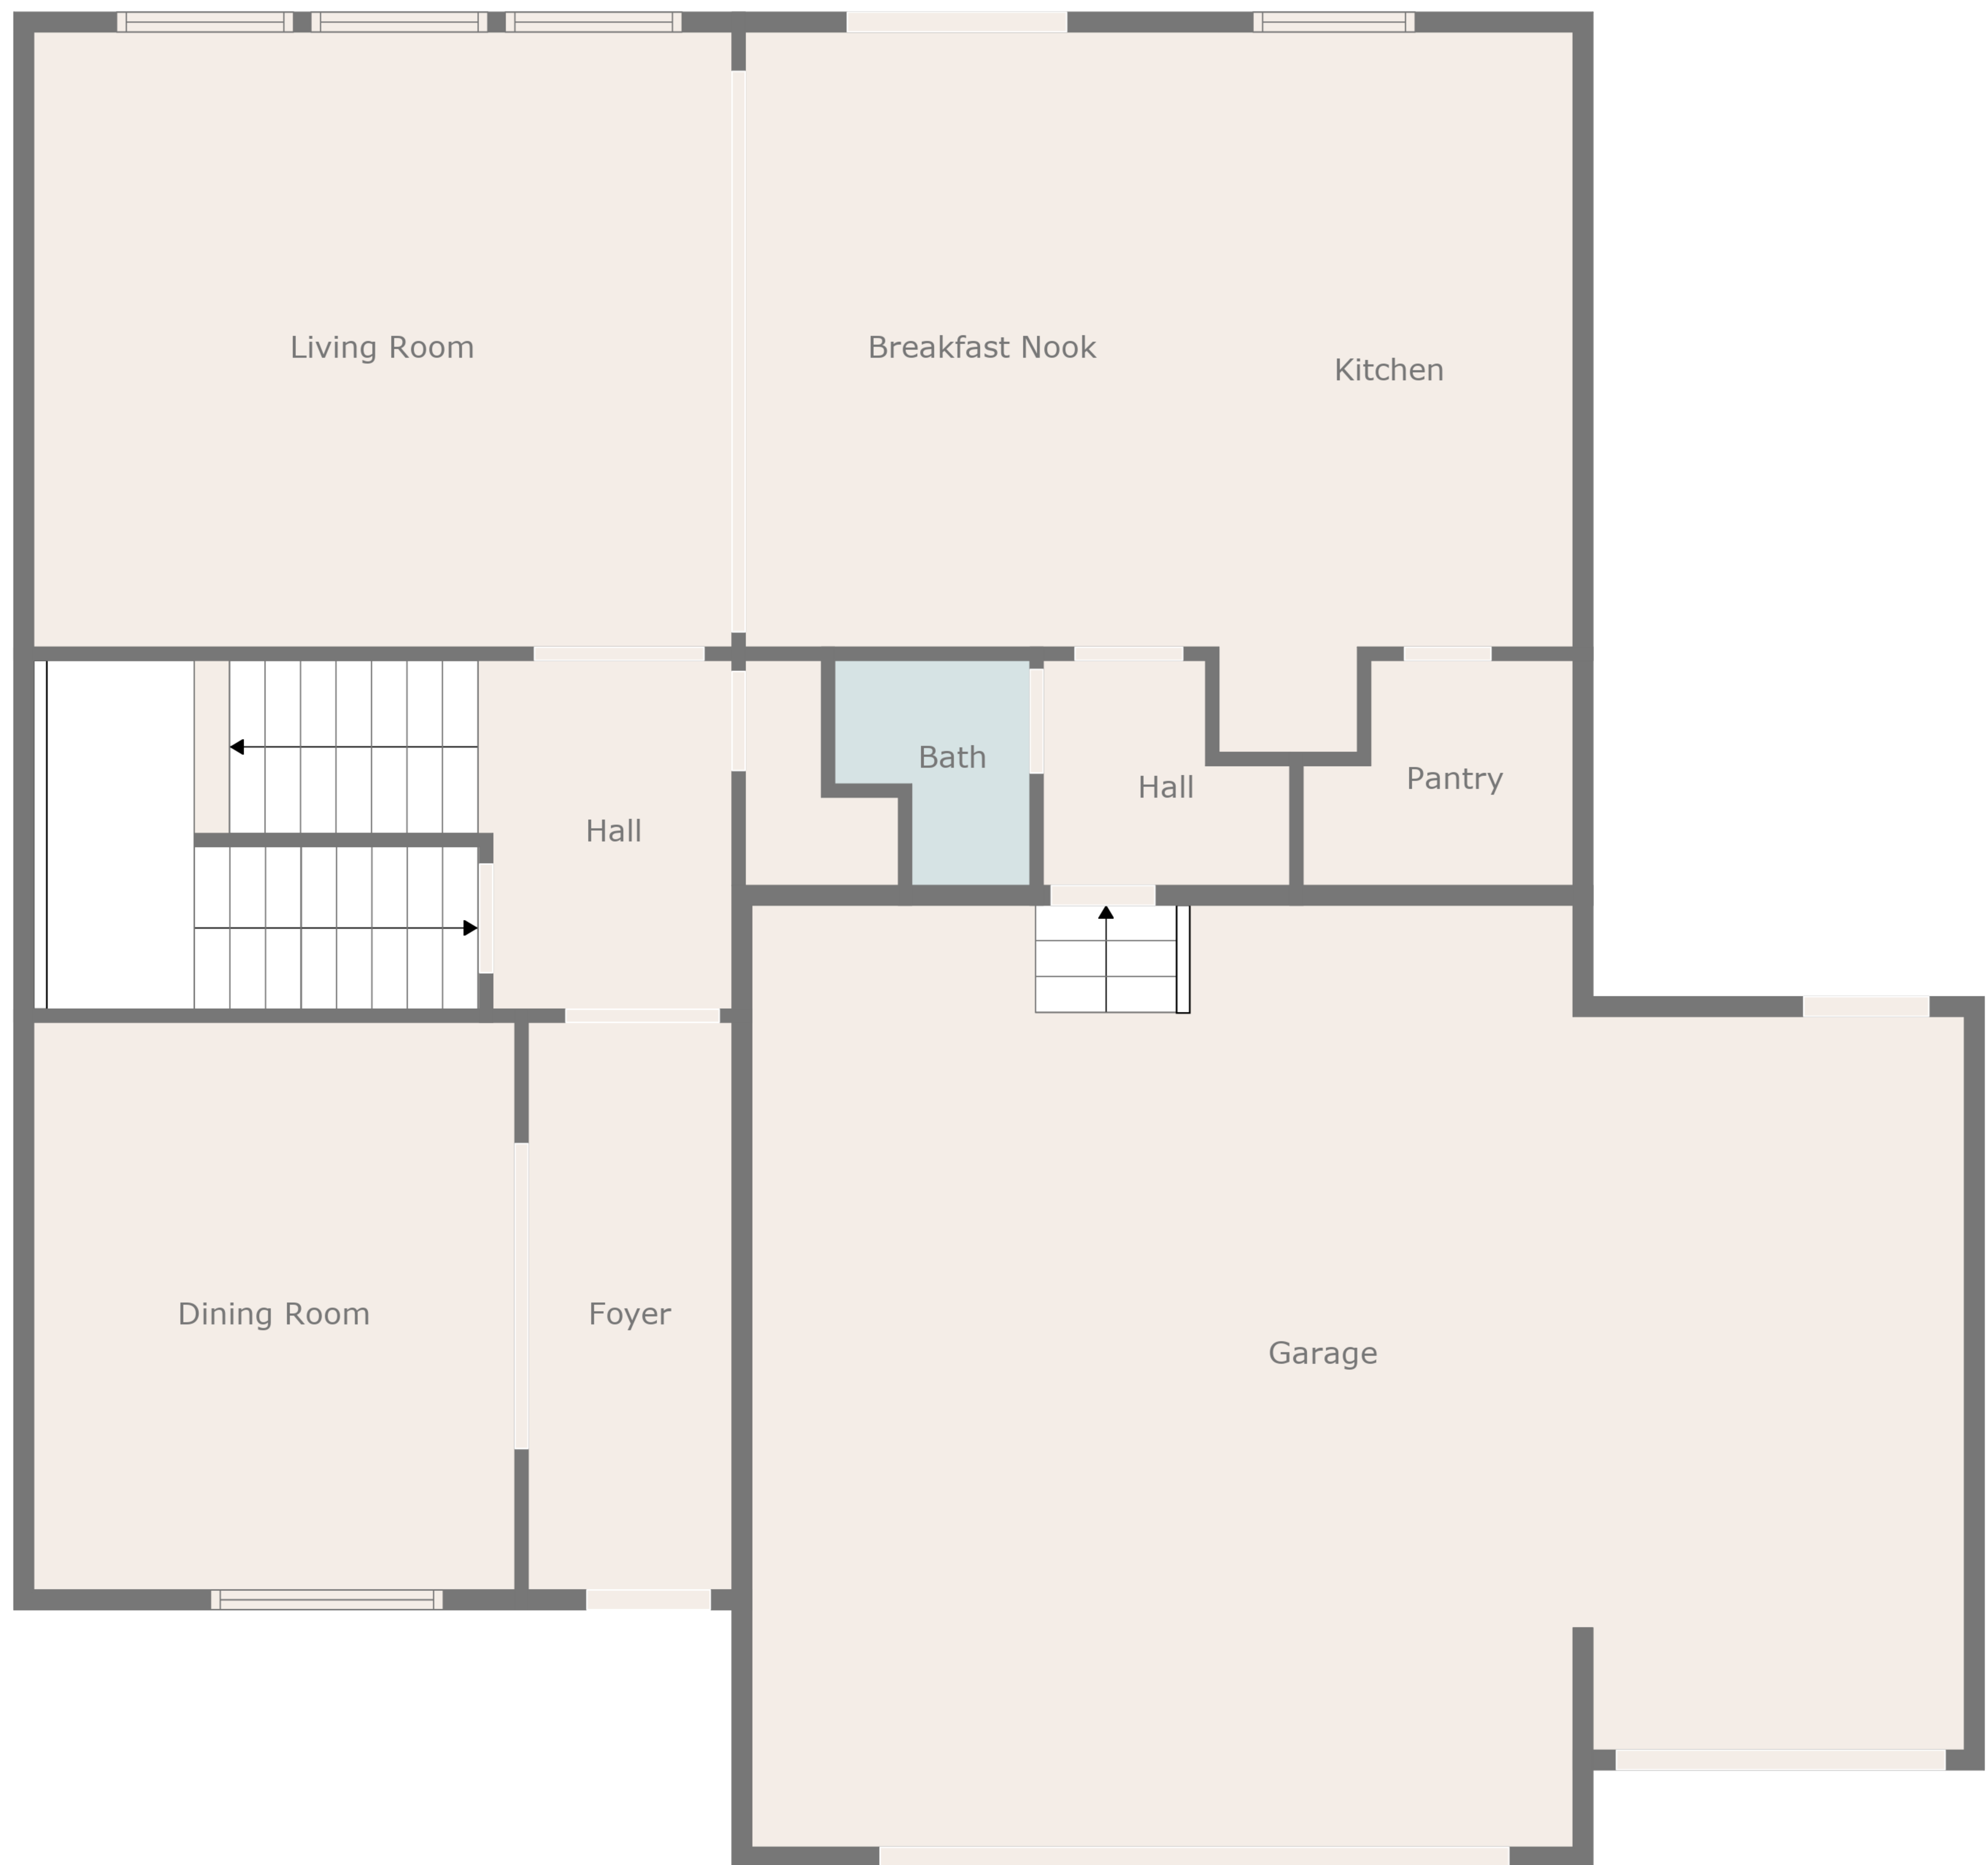 Living Room
Breakfast Nook
Kitchen
Bath
Hall
Pantry
Hall
Dining Room
Foyer
Garage